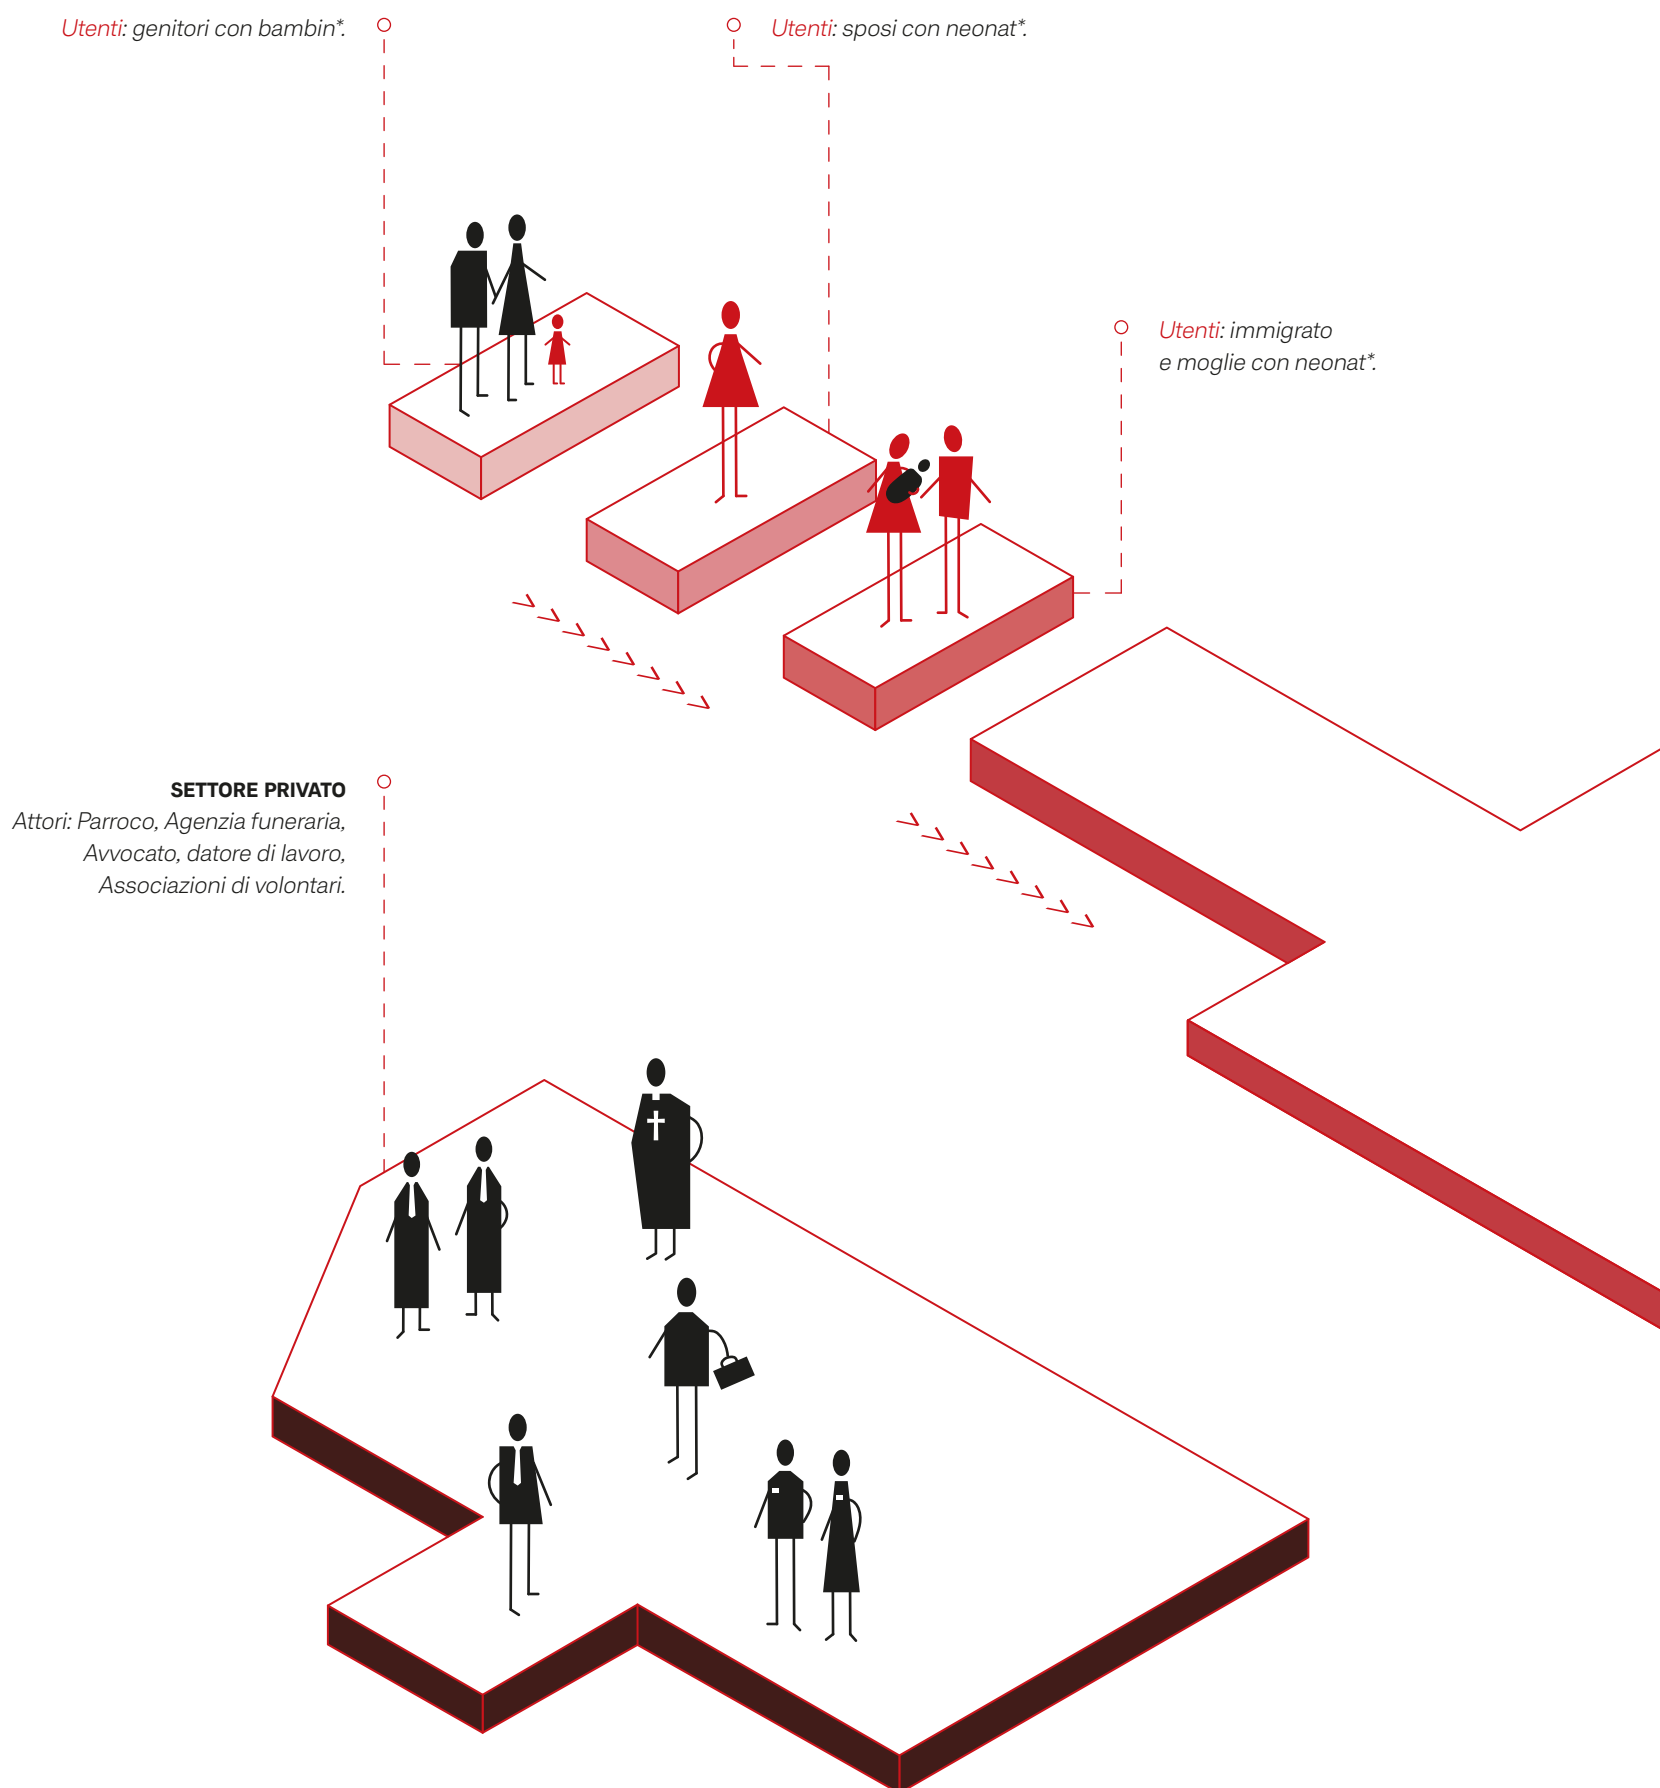 Utenti: genitori con bambin*.
Utenti: sposi con neonat*.
Utenti: immigrato
e moglie con neonat*.
SETTORE PRIVATO
Attori: Parroco, Agenzia funeraria,
Avvocato, datore di lavoro,
Associazioni di volontari.